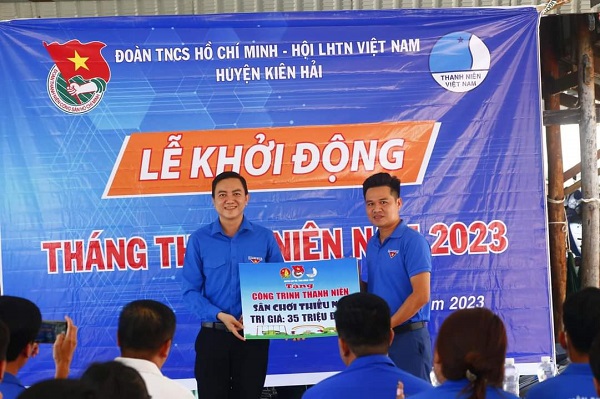 ĐOÀN TNCS HỒ CHÍ MINH - HỘI LHTN VIỆT NAM
HUYỆN KIÊN HẢI
THANH NIÊN
VIỆT NAM
LỄ KHỞI ĐỘNG
THÁNG NIÊN 2023
2023
Tặng
CÔNG TRÌNH THANH NIÊN
SÂN CHƠI THIẾU
TRỊ GIÁ: 35 TRIỆU